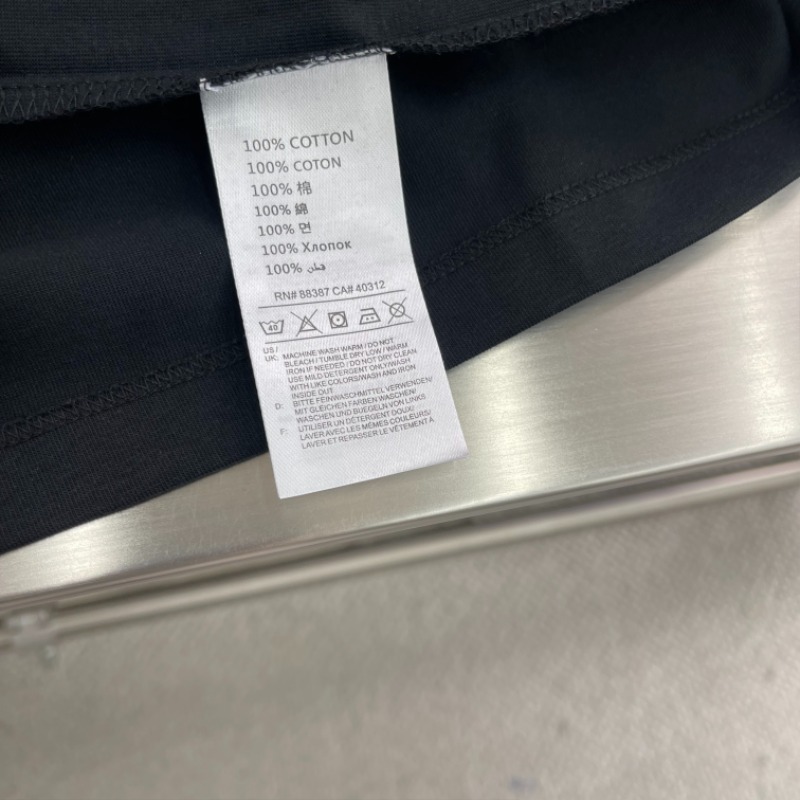 100% COTTON
100% COTON
100% 棉
100% 綿
100% 면
100% Хлопок
100% قطن
RN# 88387 CA# 40312
40
US /
UK: MACHINE WASH WARM / DO NOT
BLEACH / TUMBLE DRY LOW / WARM
IRON IF NEEDED / DO NOT DRY CLEAN
USE MILD DETERGENT ONLY/WASH
WITH LIKE COLORS/WASH AND IRON
INSIDE OUT
D: BITTE FEINWASCHMITTEL VERWENDEN/
MIT GLEICHEN FARBEN WASCHEN/
WASCHEN UND BUEGELN VON LINKS
F: UTILISER UN DÉTERGENT DOUX/
LAVER AVEC LES MÊMES COULEURS/
LAVER ET REPASSER LE VÊTEMENT À